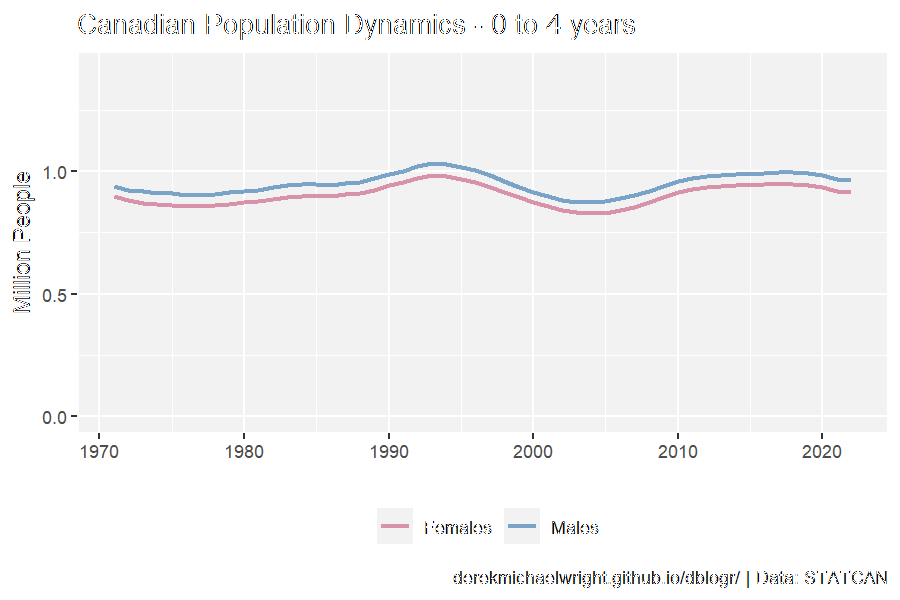 Canadian Population Dynamics - 0 to 4 years
Million People
1.0
0.5
0.0
1970 1980 1990 2000 2010 2020
Females Males
derekmichaelwright.github.io/dblogr/ | Data: STATCAN